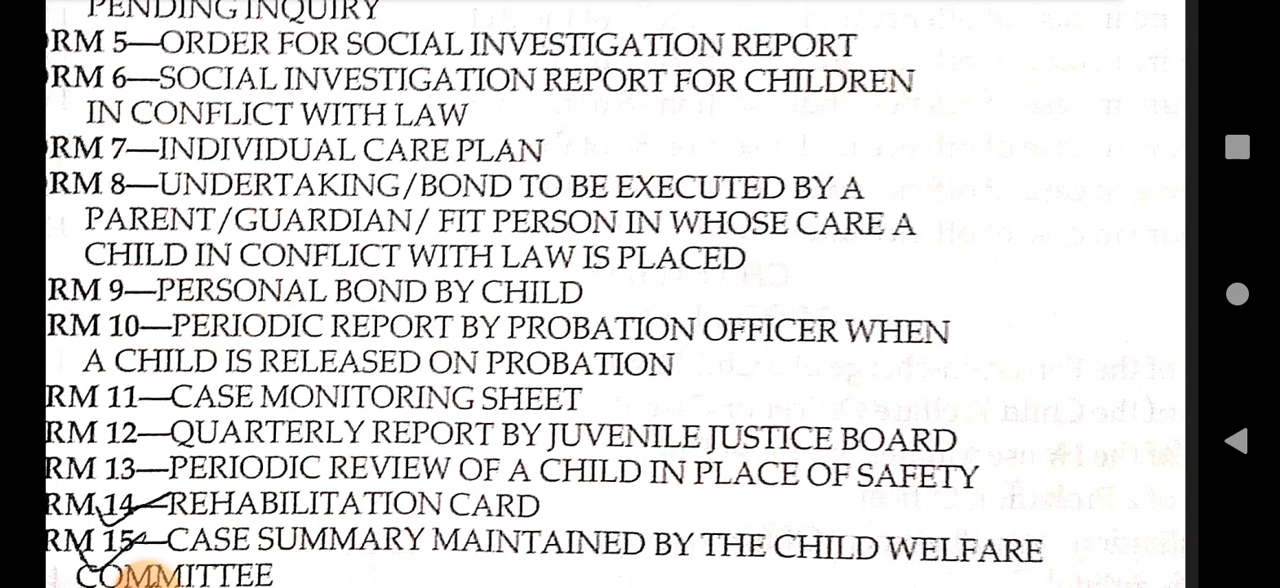 PENDING INQUIRY
RM 5—ORDER FOR SOCIAL INVESTIGATION REPORT
RM 6—SOCIAL INVESTIGATION REPORT FOR CHILDREN
IN CONFLICT WITH LAW
RM 7—INDIVIDUAL CARE PLAN
RM 8—UNDERTAKING/BOND TO BE EXECUTED BY A
PARENT/GUARDIAN/ FIT PERSON IN WHOSE CARE A
CHILD IN CONFLICT WITH LAW IS PLACED
RM 9—PERSONAL BOND BY CHILD
RM 10—PERIODIC REPORT BY PROBATION OFFICER WHEN
A CHILD IS RELEASED ON PROBATION
RM 11—CASE MONITORING SHEET
RM 12—QUARTERLY REPORT BY JUVENILE JUSTICE BOARD
RM 13—PERIODIC REVIEW OF A CHILD IN PLACE OF SAFETY
RM 14—REHABILITATION CARD
RM 15—CASE SUMMARY MAINTAINED BY THE CHILD WELFARE
COMMITTEE